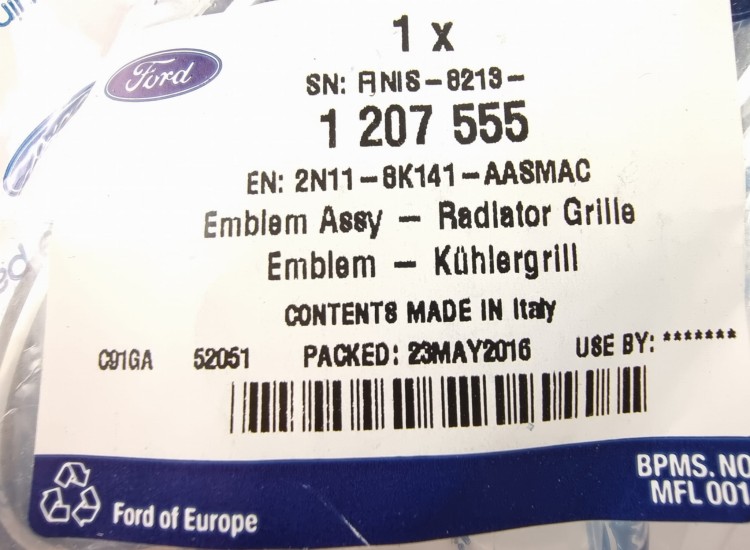 Ford
1 x
SN: FINIS-8213-
1 207 555
EN: 2N11-8K141-AASMAC
Emblem Assy - Radiator Grille
Emblem - Kühlergrill
CONTENTS MADE IN Italy
C91GA 52051 PACKED: 23MAY2016 USE BY: *******
Ford of Europe
BPMS. NO
MFL 001